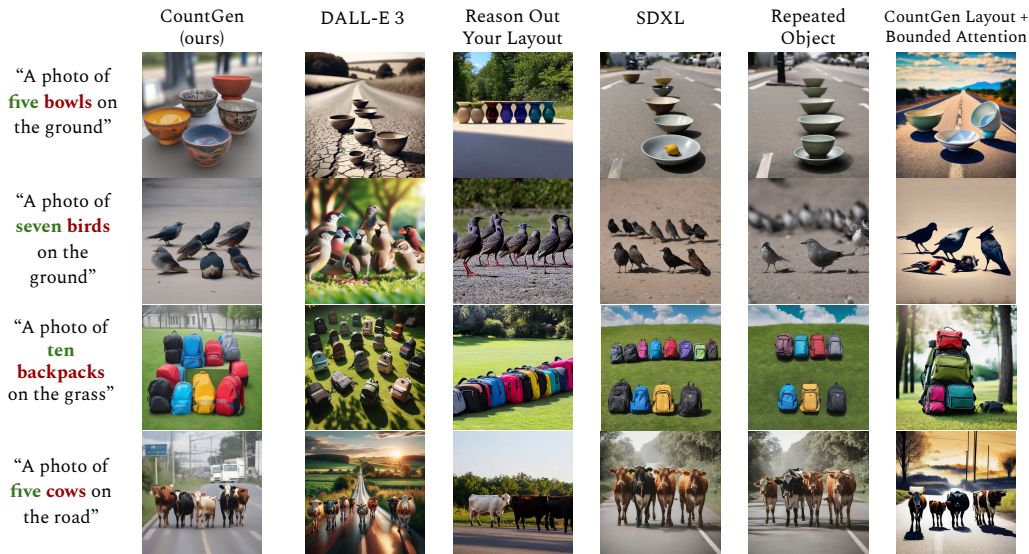 CountGen
(ours)
DALL-E 3
Reason Out
Your Layout
SDXL
Repeated
Object
CountGen Layout +
Bounded Attention
“A photo of
five bowls on
the ground”
“A photo of
seven birds
on the
ground”
“A photo of
ten
backpacks
on the grass”
“A photo of
five cows on
the road”